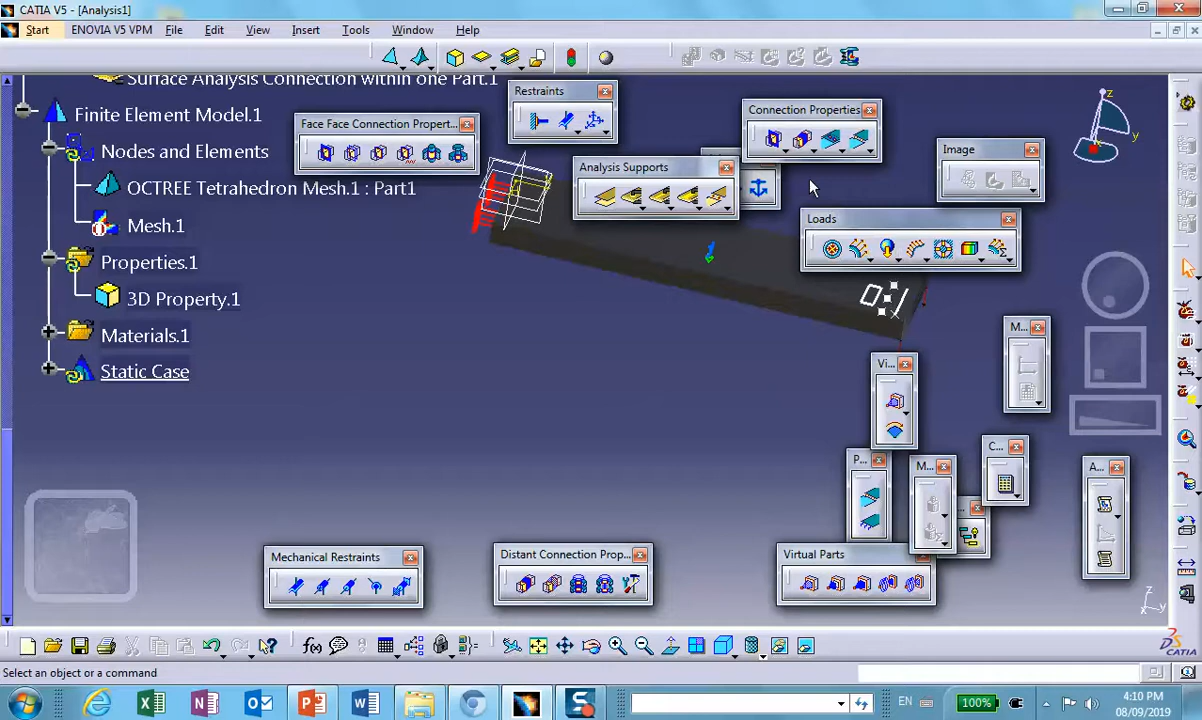 CATIA V5 - [Analysis1]
Start ENOVIA V5 VPM File Edit View Insert Tools Window Help
Surface Analysis Connection within one Part.1
Finite Element Model.1
Nodes and Elements
OCTREE Tetrahedron Mesh.1 : Part1
Mesh.1
Properties.1
3D Property.1
Materials.1
Static Case
Face Face Connection Propert...
Restraints
Analysis Supports
Connection Properties
Image
Loads
z
y
Vi...
M...
P...
M...
C...
A...
Mechanical Restraints
Distant Connection Prop...
Virtual Parts
z
y
f(x)
CATIA
Select an object or a command
EN
100%
4:10 PM
08/09/2019